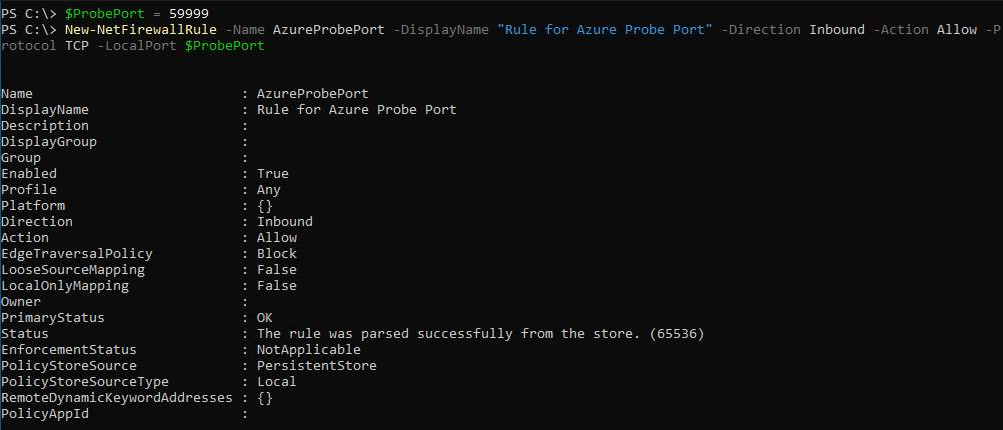 PS C:\> $ProbePort = 59999
PS C:\> New-NetFirewallRule -Name AzureProbePort -DisplayName "Rule for Azure Probe Port" -Direction Inbound -Action Allow -P
rotocol TCP -LocalPort $ProbePort
Name                          : AzureProbePort
DisplayName                   : Rule for Azure Probe Port
Description                   :
DisplayGroup                  :
Group                         :
Enabled                       : True
Profile                       : Any
Platform                      : {}
Direction                     : Inbound
Action                        : Allow
EdgeTraversalPolicy           : Block
LooseSourceMapping            : False
LocalOnlyMapping              : False
Owner                         :
PrimaryStatus                 : OK
Status                        : The rule was parsed successfully from the store. (65536)
EnforcementStatus             : NotApplicable
PolicyStoreSource             : PersistentStore
PolicyStoreSourceType         : Local
RemoteDynamicKeywordAddresses : {}
PolicyAppId                   :